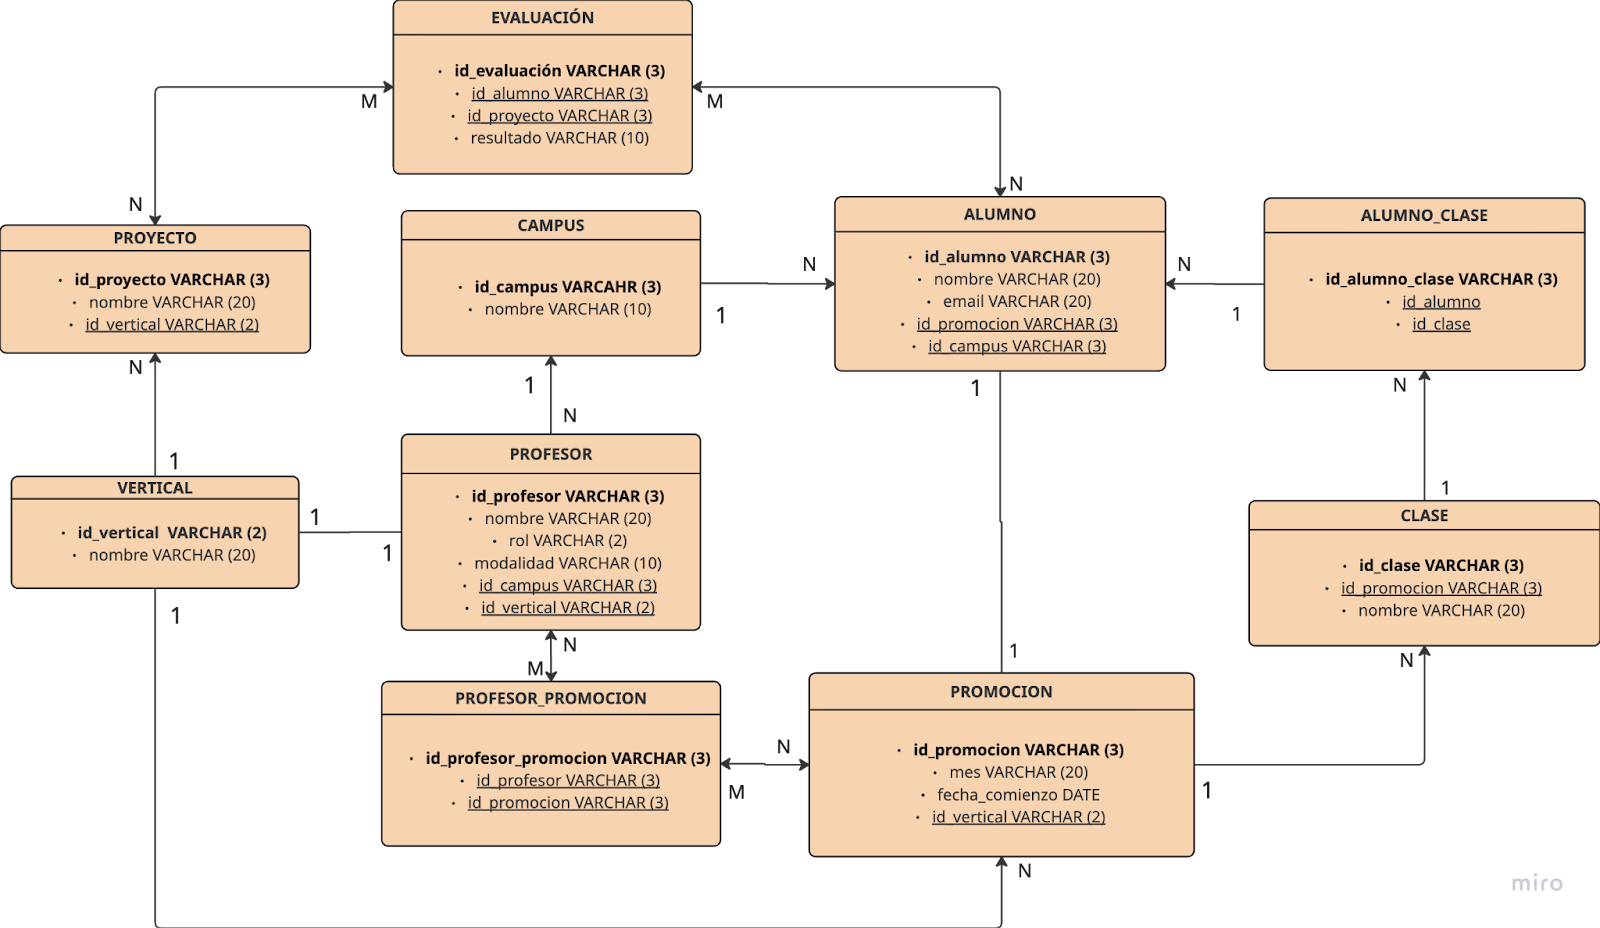 EVALUACIÓN
· id_evaluación VARCHAR (3)
· id_alumno VARCHAR (3)
· id_proyecto VARCHAR (3)
· resultado VARCHAR (10)
M
M
N
N
PROYECTO
· id_proyecto VARCHAR (3)
· nombre VARCHAR (20)
· id_vertical VARCHAR (2)
N
1
CAMPUS
· id_campus VARCAHR (3)
· nombre VARCHAR (10)
N
1
1
N
ALUMNO
· id_alumno VARCHAR (3)
· nombre VARCHAR (20)
· email VARCHAR (20)
· id_promocion VARCHAR (3)
· id_campus VARCHAR (3)
N
1
1
ALUMNO_CLASE
· id_alumno_clase VARCHAR (3)
· id_alumno
· id_clase
N
1
VERTICAL
· id_vertical VARCHAR (2)
· nombre VARCHAR (20)
1
1
1
PROFESOR
· id_profesor VARCHAR (3)
· nombre VARCHAR (20)
· rol VARCHAR (2)
· modalidad VARCHAR (10)
· id_campus VARCHAR (3)
· id_vertical VARCHAR (2)
N
M
CLASE
· id_clase VARCHAR (3)
· id_promocion VARCHAR (3)
· nombre VARCHAR (20)
N
1
PROFESOR_PROMOCION
· id_profesor_promocion VARCHAR (3)
· id_profesor VARCHAR (3)
· id_promocion VARCHAR (3)
N
M
PROMOCION
· id_promocion VARCHAR (3)
· mes VARCHAR (20)
· fecha_comienzo DATE
· id_vertical VARCHAR (2)
1
N
miro